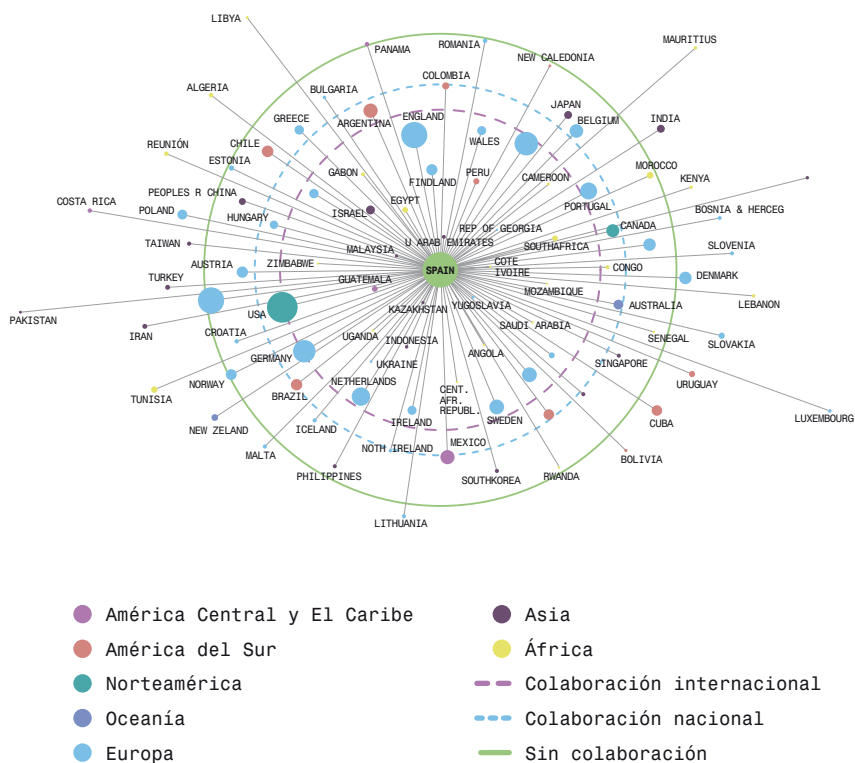 LIBYA
PANAMA
ROMANIA
MAURITIUS
NEW CALEDONIA
COLOMBIA
ALGERIA
BULGARIA
JAPAN
GREECE
ENGLAND
ARGENTINA
BELGIUM
INDIA
REUNIÓN
CHILE
WALES
ESTONIA
GABON
FINDLAND
PERU
CAMEROON
MOROCCO
KENYA
PEOPLES R CHINA
COSTA RICA
POLAND
HUNGARY
ISRAEL
EGYPT
PORTUGAL
BOSNIA & HERCEG
REP OF GEORGIA
CANADA
TAIWAN
MALAYSIA
U ARAB EMIRATES
SOUTHAFRICA
SLOVENIA
AUSTRIA
ZIMBABWE
SPAIN
COTE
IVOIRE
CONGO
DENMARK
TURKEY
GUATEMALA
MOZAMBIQUE
LEBANON
PAKISTAN
USA
KAZAKHSTAN
YUGOSLAVIA
AUSTRALIA
IRAN
CROATIA
UGANDA
INDONESIA
SAUDI ARABIA
SENEGAL
SLOVAKIA
GERMANY
UKRAINE
ANGOLA
SINGAPORE
NORWAY
NETHERLANDS
URUGUAY
TUNISIA
BRAZIL
CENT.
AFR.
REPUBL.
NEW ZELAND
ICELAND
IRELAND
SWEDEN
CUBA
LUXEMBOURG
MALTA
NOTH IRELAND
MEXICO
BOLIVIA
PHILIPPINES
SOUTHKOREA
RWANDA
LITHUANIA
América Central y El Caribe
América del Sur
Norteamérica
Oceanía
Europa
Asia
África
Colaboración internacional
Colaboración nacional
Sin colaboración